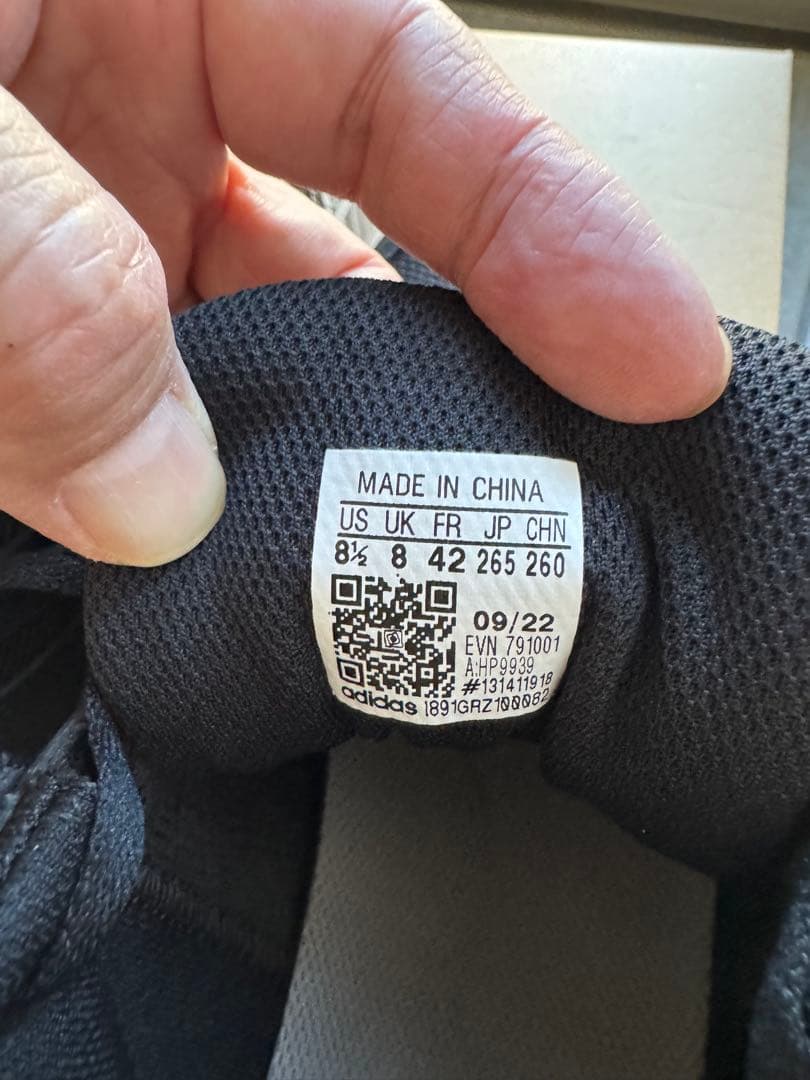 MADE IN CHINA
US UK FR JP CHN
8½ 8 42 265 260
09/22
EVN 791001
A:HP9939
#131411918
adidas 1891GRZ100082